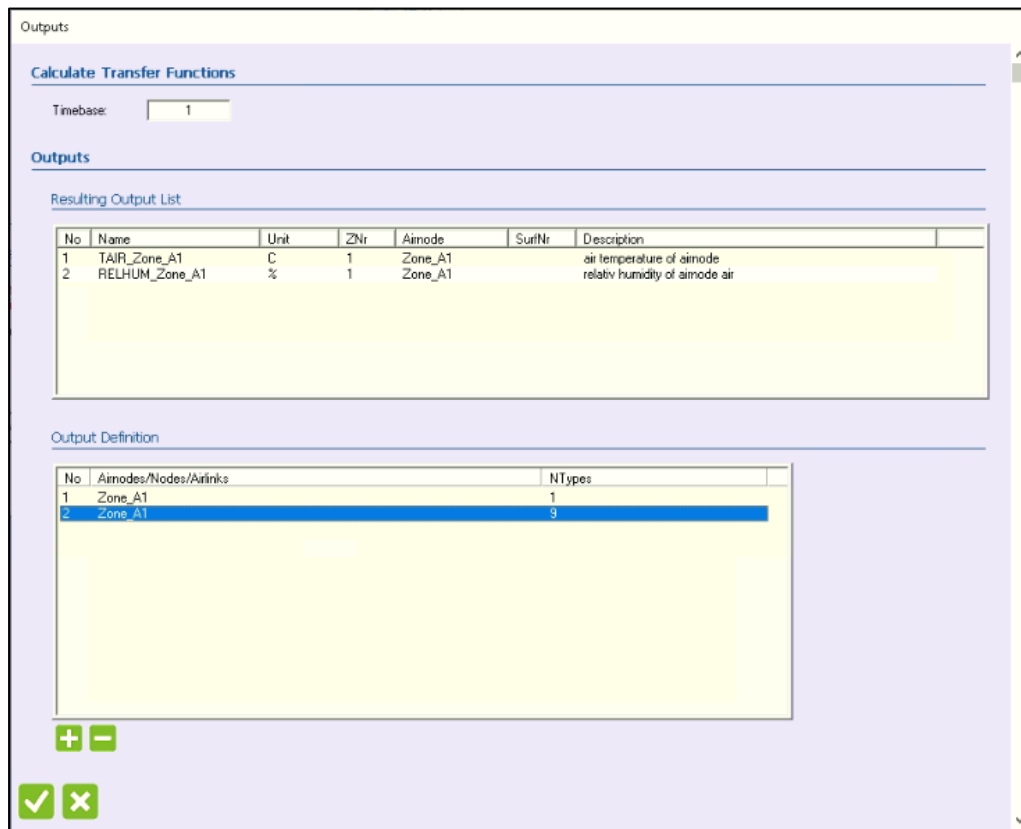 Outputs
Calculate Transfer Functions
Timebase: 1
Outputs
Resulting Output List
No Name Unit ZNr Airnode SurfNr Description
1 TAIR_Zone_A1 C 1 Zone_A1 air temperature of airnode
2 RELHUM_Zone_A1 % 1 Zone_A1 relativ humidity of airnode air
Output Definition
No Airnodes/Nodes/Airlinks NTypes
1 Zone_A1 1
2 Zone_A1 9